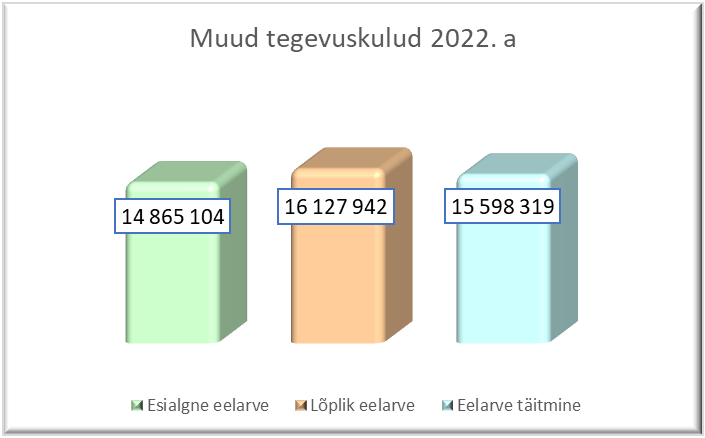 Muud tegevuskulud 2022. a
14 865 104
16 127 942
15 598 319
Esialgne eelarve
Lõplik eelarve
Eelarve täitmine